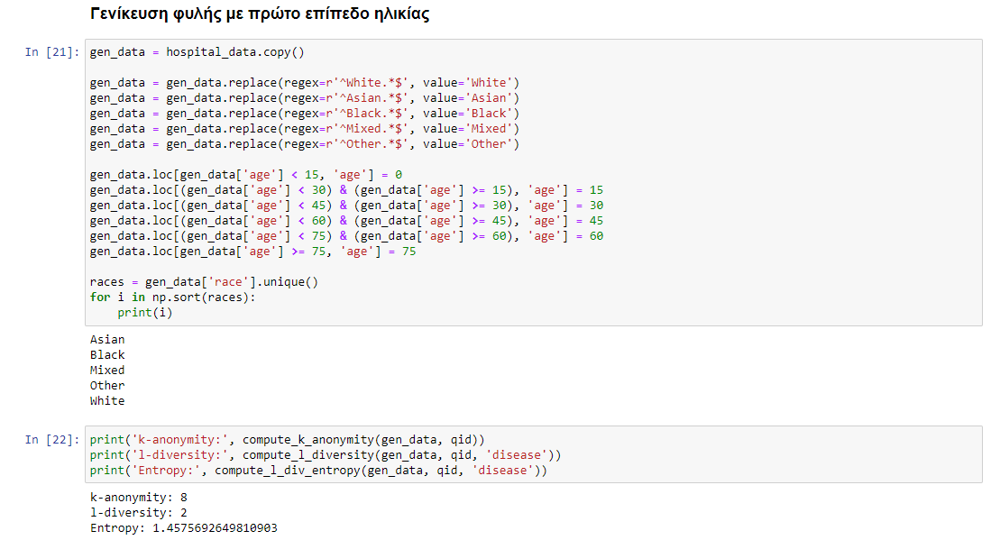 Γενίκευση φυλής με πρώτο επίπεδο ηλικίας
In [21]: gen_data = hospital_data.copy()
gen_data = gen_data.replace(regex=r'^White.*$', value='White')
gen_data = gen_data.replace(regex=r'^Asian.*$', value='Asian')
gen_data = gen_data.replace(regex=r'^Black.*$', value='Black')
gen_data = gen_data.replace(regex=r'^Mixed.*$', value='Mixed')
gen_data = gen_data.replace(regex=r'^Other.*$', value='Other')
gen_data.loc[gen_data['age'] < 15, 'age'] = 0
gen_data.loc[(gen_data['age'] < 30) & (gen_data['age'] >= 15), 'age'] = 15
gen_data.loc[(gen_data['age'] < 45) & (gen_data['age'] >= 30), 'age'] = 30
gen_data.loc[(gen_data['age'] < 60) & (gen_data['age'] >= 45), 'age'] = 45
gen_data.loc[(gen_data['age'] < 75) & (gen_data['age'] >= 60), 'age'] = 60
gen_data.loc[gen_data['age'] >= 75, 'age'] = 75
races = gen_data['race'].unique()
for i in np.sort(races):
    print(i)
Asian
Black
Mixed
Other
White
In [22]: print('k-anonymity:', compute_k_anonymity(gen_data, qid))
print('l-diversity:', compute_l_diversity(gen_data, qid, 'disease'))
print('Entropy:', compute_l_div_entropy(gen_data, qid, 'disease'))
k-anonymity: 8
l-diversity: 2
Entropy: 1.4575692649810903